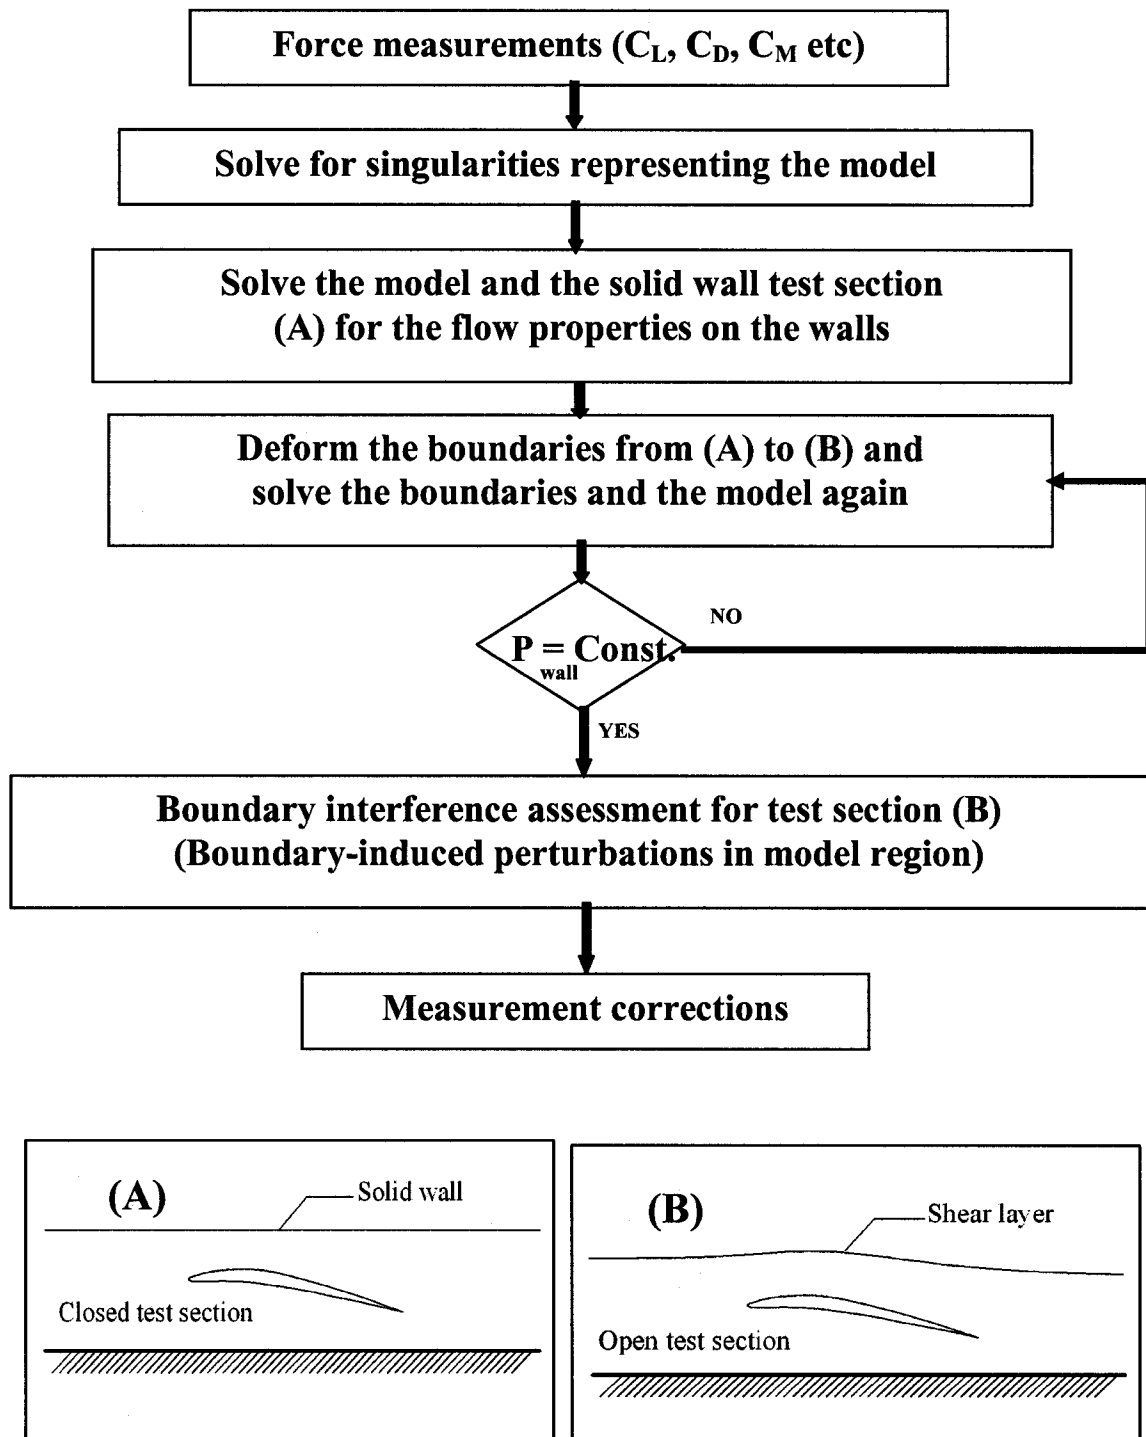 Force measurements (C_L, C_D, C_M etc)
Solve for singularities representing the model
Solve the model and the solid wall test section
(A) for the flow properties on the walls
Deform the boundaries from (A) to (B) and
solve the boundaries and the model again
NO
P = Const.
wall
YES
Boundary interference assessment for test section (B)
(Boundary-induced perturbations in model region)
Measurement corrections
(A)
Solid wall
Closed test section
(B)
Shear layer
Open test section